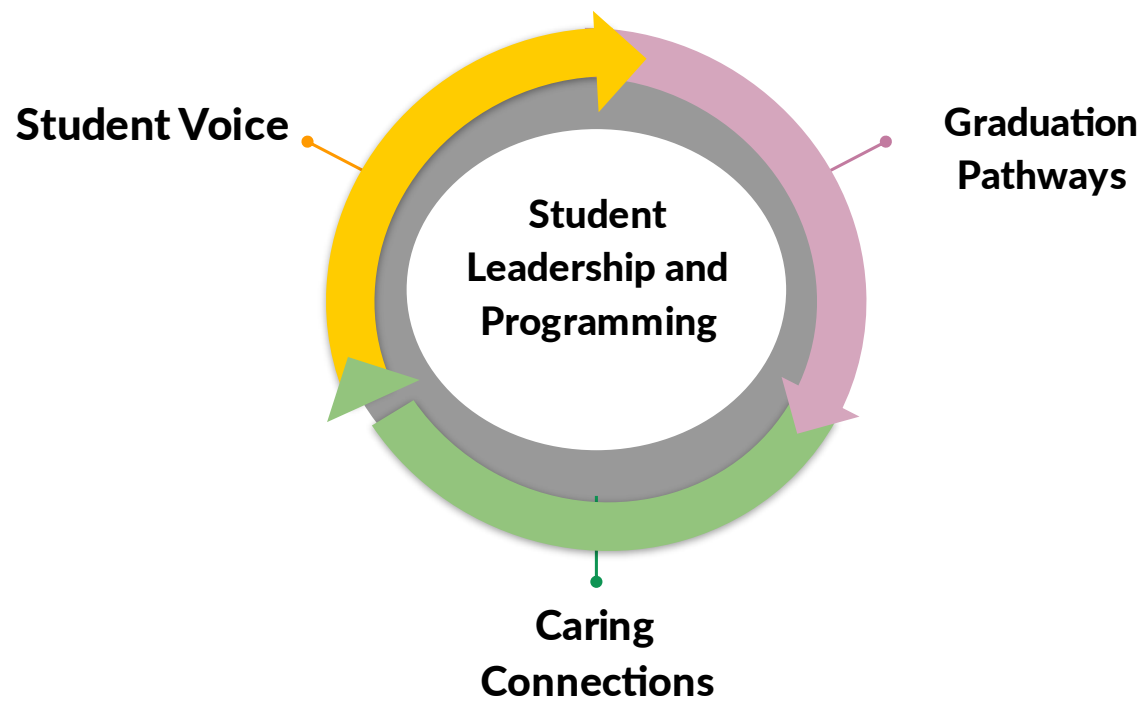 Student Voice
Graduation
Pathways
Student
Leadership and
Programming
Caring
Connections